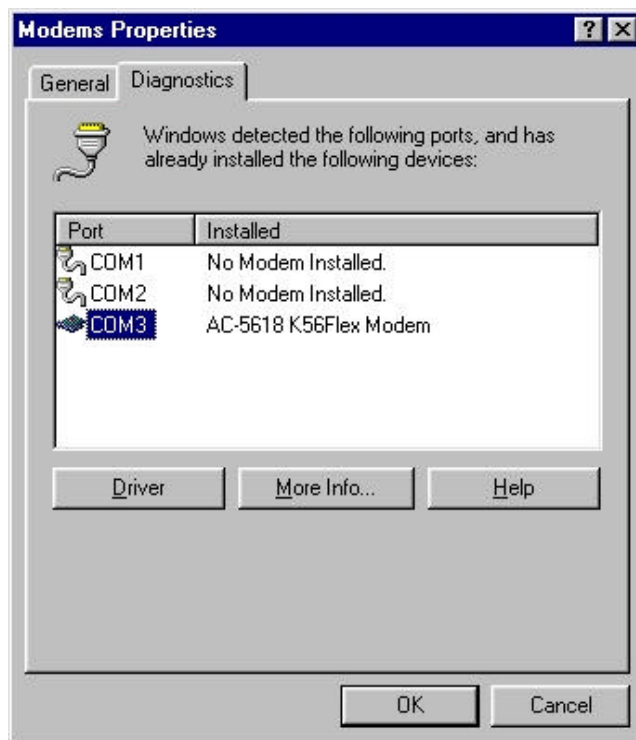 Modems Properties
General Diagnostics
Windows detected the following ports, and has
already installed the following devices:
Port Installed
COM1 No Modem Installed.
COM2 No Modem Installed.
COM3 AC-5618 K56Flex Modem
Driver More Info... Help
OK Cancel